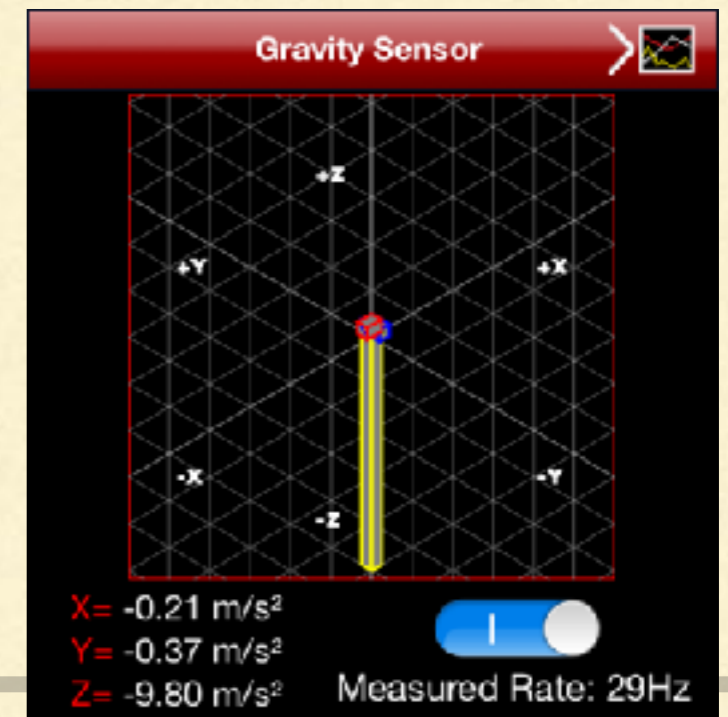 Gravity Sensor
+Z
+Y
+X
-X
-Y
-Z
X= -0.21 m/s²
Y= -0.37 m/s²
Z= -9.80 m/s²
Measured Rate: 29Hz